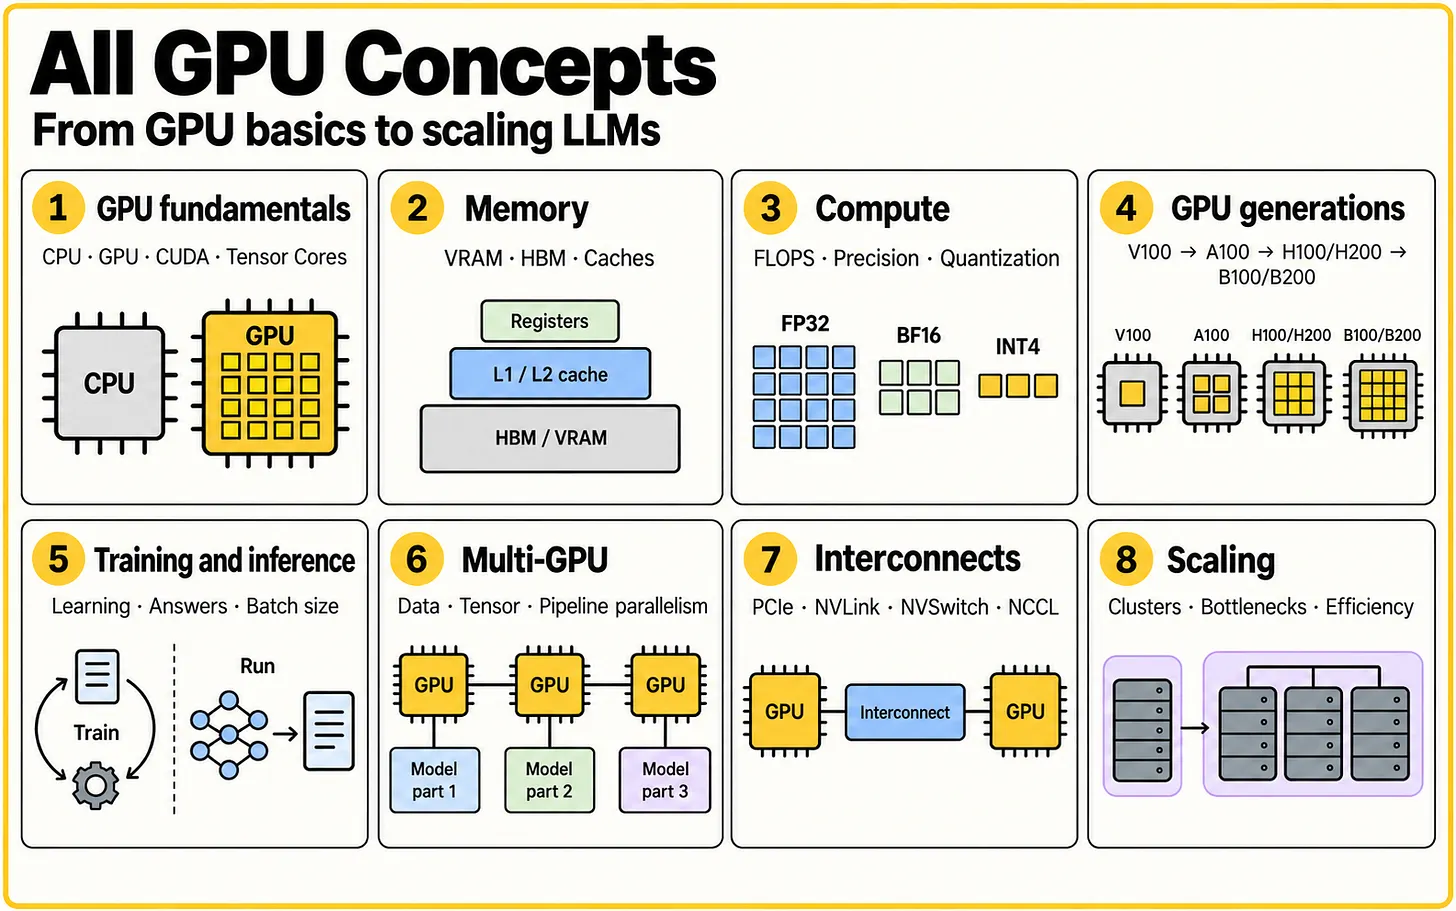 All GPU Concepts
From GPU basics to scaling LLMs
1 GPU fundamentals
CPU · GPU · CUDA · Tensor Cores
CPU
GPU
2 Memory
VRAM · HBM · Caches
Registers
L1 / L2 cache
HBM / VRAM
3 Compute
FLOPS · Precision · Quantization
FP32
BF16
INT4
4 GPU generations
V100 → A100 → H100/H200 →
B100/B200
V100
A100
H100/H200
B100/B200
5 Training and inference
Learning · Answers · Batch size
Train
Run
6 Multi-GPU
Data · Tensor · Pipeline parallelism
GPU
GPU
GPU
Model
part 1
Model
part 2
Model
part 3
7 Interconnects
PCIe · NVLink · NVSwitch · NCCL
GPU
Interconnect
GPU
8 Scaling
Clusters · Bottlenecks · Efficiency